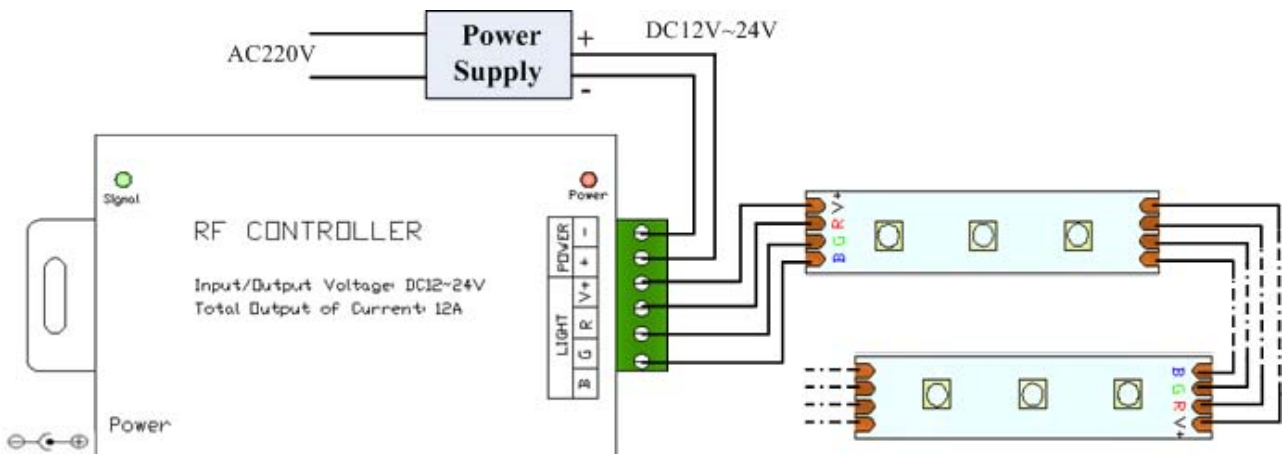 AC220V
Power
Supply
+
-
DC12V~24V
Signal
Power
RF CONTROLLER
Input/Output Voltage: DC12~24V
Total Output of Current: 12A
Power
POWER
-
+
LIGHT
V+
R
G
B
V+
R
G
B
B
G
R
V+